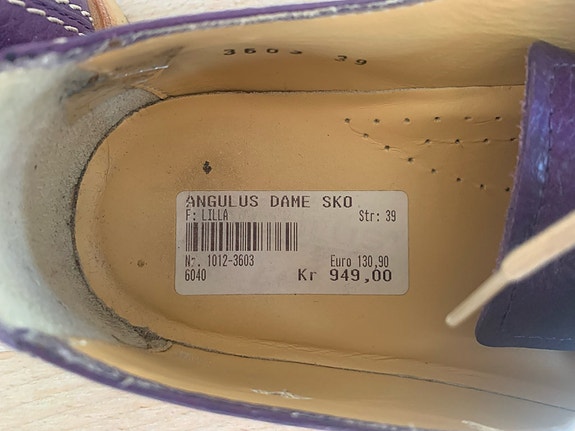 3603 39
ANGULUS DAME SKO
F: LILLA Str: 39
Nr. 1012-3603 Euro 130,90
6040 Kr 949,00